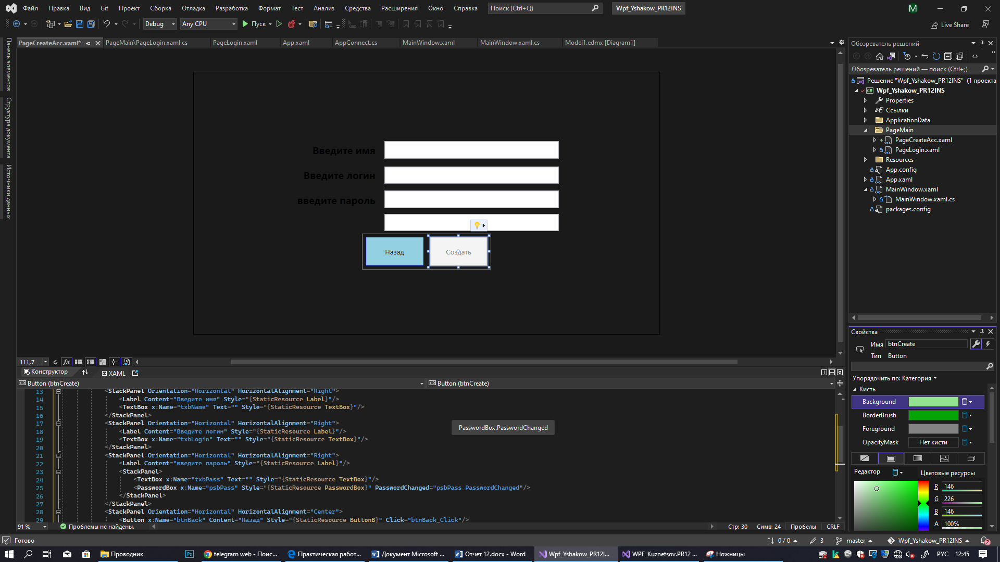 Файл Правка Вид Git Проект Сборка Отладка Разработка Формат Тест Анализ Средства Расширения Окно Справка Поиск (Ctrl+Q) Wpf_Yshakow_PR12INS M
Debug Any CPU Пуск Live Share
PageCreateAcc.xaml* PageMain\PageLogin.xaml.cs PageLogin.xaml App.xaml AppConnect.cs MainWindow.xaml MainWindow.xaml.cs Model1.edmx [Diagram1]
Панель элементов
Структура документа
Источники данных
Введите имя
Введите логин
введите пароль
Назад Создать
111,7...
Конструктор XAML
Button (btnCreate) Button (btnCreate)
13 <StackPanel Orientation="Horizontal" HorizontalAlignment="Right">
14 <Label Content="Введите имя" Style="{StaticResource Label}"/>
15 <TextBox x:Name="txbName" Text="" Style="{StaticResource TextBox}"/>
16 </StackPanel>
17 <StackPanel Orientation="Horizontal" HorizontalAlignment="Right">
18 <Label Content="Введите логин" Style="{StaticResource Label}"/>
19 <TextBox x:Name="txbLogin" Text="" Style="{StaticResource TextBox}"/>
20 </StackPanel>
21 <StackPanel Orientation="Horizontal" HorizontalAlignment="Right">
22 <Label Content="введите пароль" Style="{StaticResource Label}"/>
23 <StackPanel>
24 <TextBox x:Name="txbPass" Text="" Style="{StaticResource TextBox}"/>
25 <PasswordBox x:Name="psbPass" Style="{StaticResource PasswordBox}" PasswordChanged="psbPass_PasswordChanged"/>
26 </StackPanel>
27 </StackPanel>
28 <StackPanel Orientation="Horizontal" HorizontalAlignment="Center">
29 <Button x:Name="btnBack" Content="Назад" Style="{StaticResource ButtonB}" Click="btnBack_Click"/>
PasswordBox.PasswordChanged
91 % Проблемы не найдены. Стр: 30 Симв: 24 Пробелы CRLF
Обозреватель решений
Обозреватель решений — поиск (Ctrl+;)
Решение "Wpf_Yshakow_PR12INS" (1 проекта
Wpf_Yshakow_PR12INS
Properties
Ссылки
ApplicationData
PageMain
PageCreateAcc.xaml
PageLogin.xaml
Resources
App.config
App.xaml
MainWindow.xaml
MainWindow.xaml.cs
packages.config
Свойства
Имя btnCreate
Тип Button
Упорядочить по: Категория
Кисть
Background
BorderBrush
Foreground
OpacityMask Нет кисти
Редактор Цветовые ресурсы
R 146
G 226
B 146
A 100%
Готово 0 / 0 3 master Wpf_Yshakow_PR12INS 2
Проводник Ps telegram web - Поис... Практическая работ... Документ Microsoft ... Отчет 12.docx - Word Wpf_Yshakow_PR12I... WPF_Kuznetsov.PR12 ... Ножницы РУС 12:45